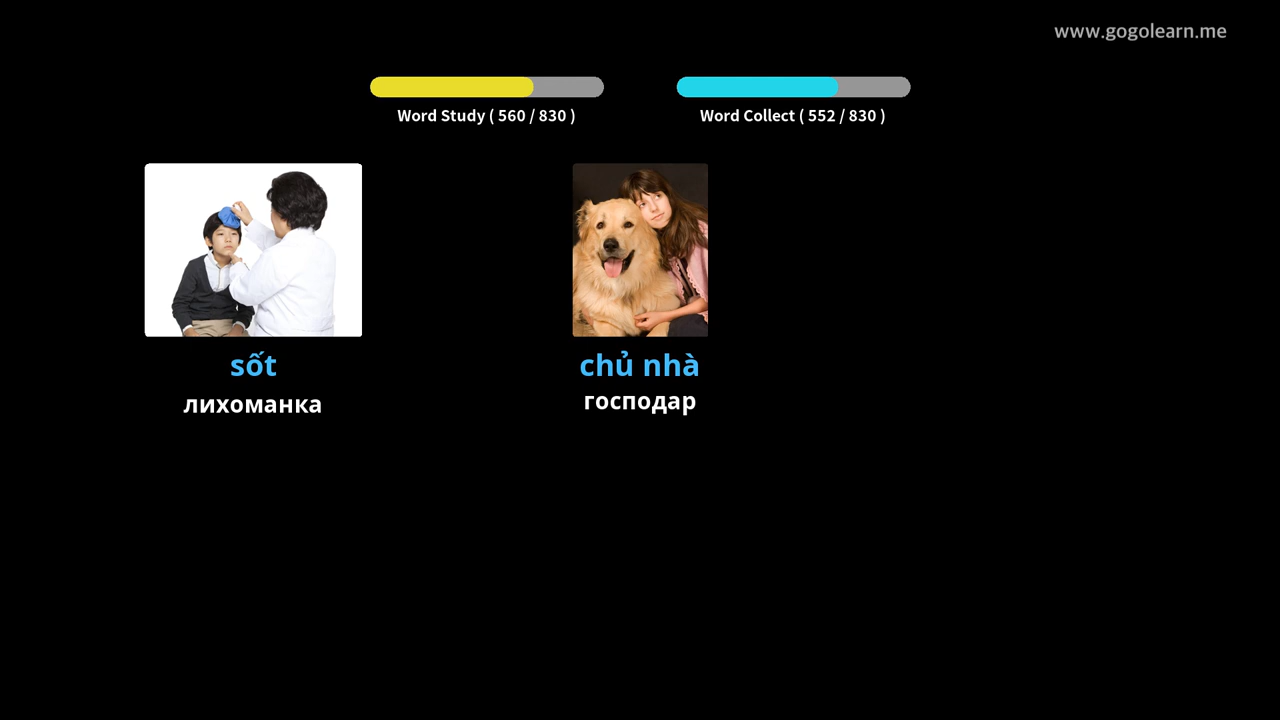 www.gogolearn.me
Word Study ( 560 / 830 )
Word Collect ( 552 / 830 )
sốt
лихоманка
chủ nhà
господар